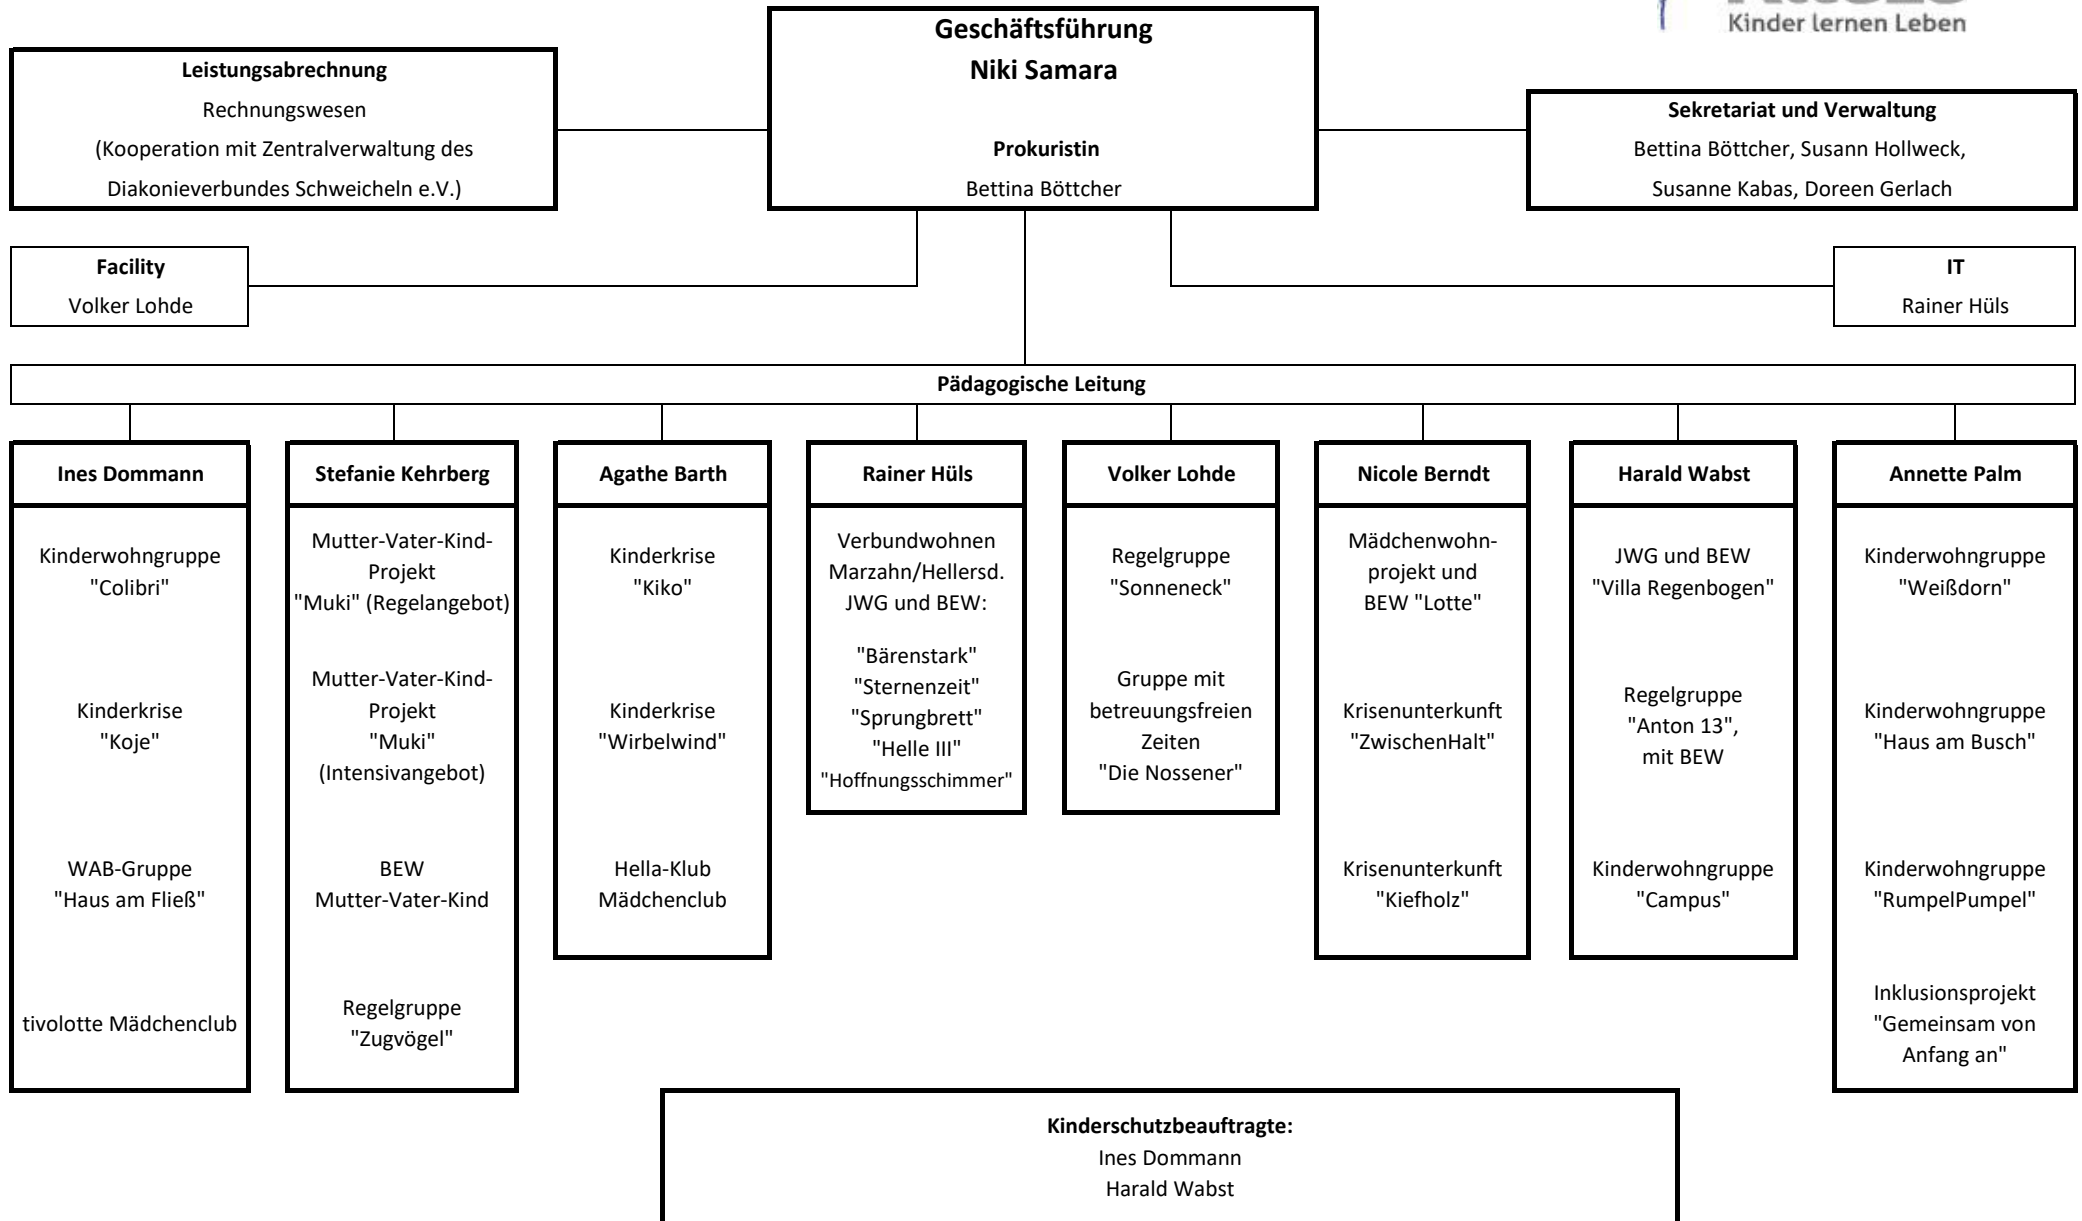 Kinder lernen Leben
Geschäftsführung
Niki Samara
Prokuristin
Bettina Böttcher
Leistungsabrechnung
Rechnungswesen
(Kooperation mit Zentralverwaltung des
Diakonieverbundes Schweicheln e.V.)
Sekretariat und Verwaltung
Bettina Böttcher, Susann Hollweck,
Susanne Kabas, Doreen Gerlach
Facility
Volker Lohde
IT
Rainer Hüls
Pädagogische Leitung
Ines Dommann
Kinderwohngruppe
"Colibri"
Kinderkrise
"Koje"
WAB-Gruppe
"Haus am Fließ"
tivolotte Mädchenclub
Stefanie Kehrberg
Mutter-Vater-Kind-
Projekt
"Muki" (Regelangebot)
Mutter-Vater-Kind-
Projekt
"Muki"
(Intensivangebot)
BEW
Mutter-Vater-Kind
Regelgruppe
"Zugvögel"
Agathe Barth
Kinderkrise
"Kiko"
Kinderkrise
"Wirbelwind"
Hella-Klub
Mädchenclub
Rainer Hüls
Verbundwohnen
Marzahn/Hellersd.
JWG und BEW:
"Bärenstark"
"Sternenzeit"
"Sprungbrett"
"Helle III"
"Hoffnungsschimmer"
Volker Lohde
Regelgruppe
"Sonneneck"
Gruppe mit
betreuungsfreien
Zeiten
"Die Nossener"
Nicole Berndt
Mädchenwohn-
projekt und
BEW "Lotte"
Krisenunterkunft
"ZwischenHalt"
Krisenunterkunft
"Kiefholz"
Harald Wabst
JWG und BEW
"Villa Regenbogen"
Regelgruppe
"Anton 13",
mit BEW
Kinderwohngruppe
"Campus"
Annette Palm
Kinderwohngruppe
"Weißdorn"
Kinderwohngruppe
"Haus am Busch"
Kinderwohngruppe
"RumpelPumpel"
Inklusionsprojekt
"Gemeinsam von
Anfang an"
Kinderschutzbeauftragte:
Ines Dommann
Harald Wabst